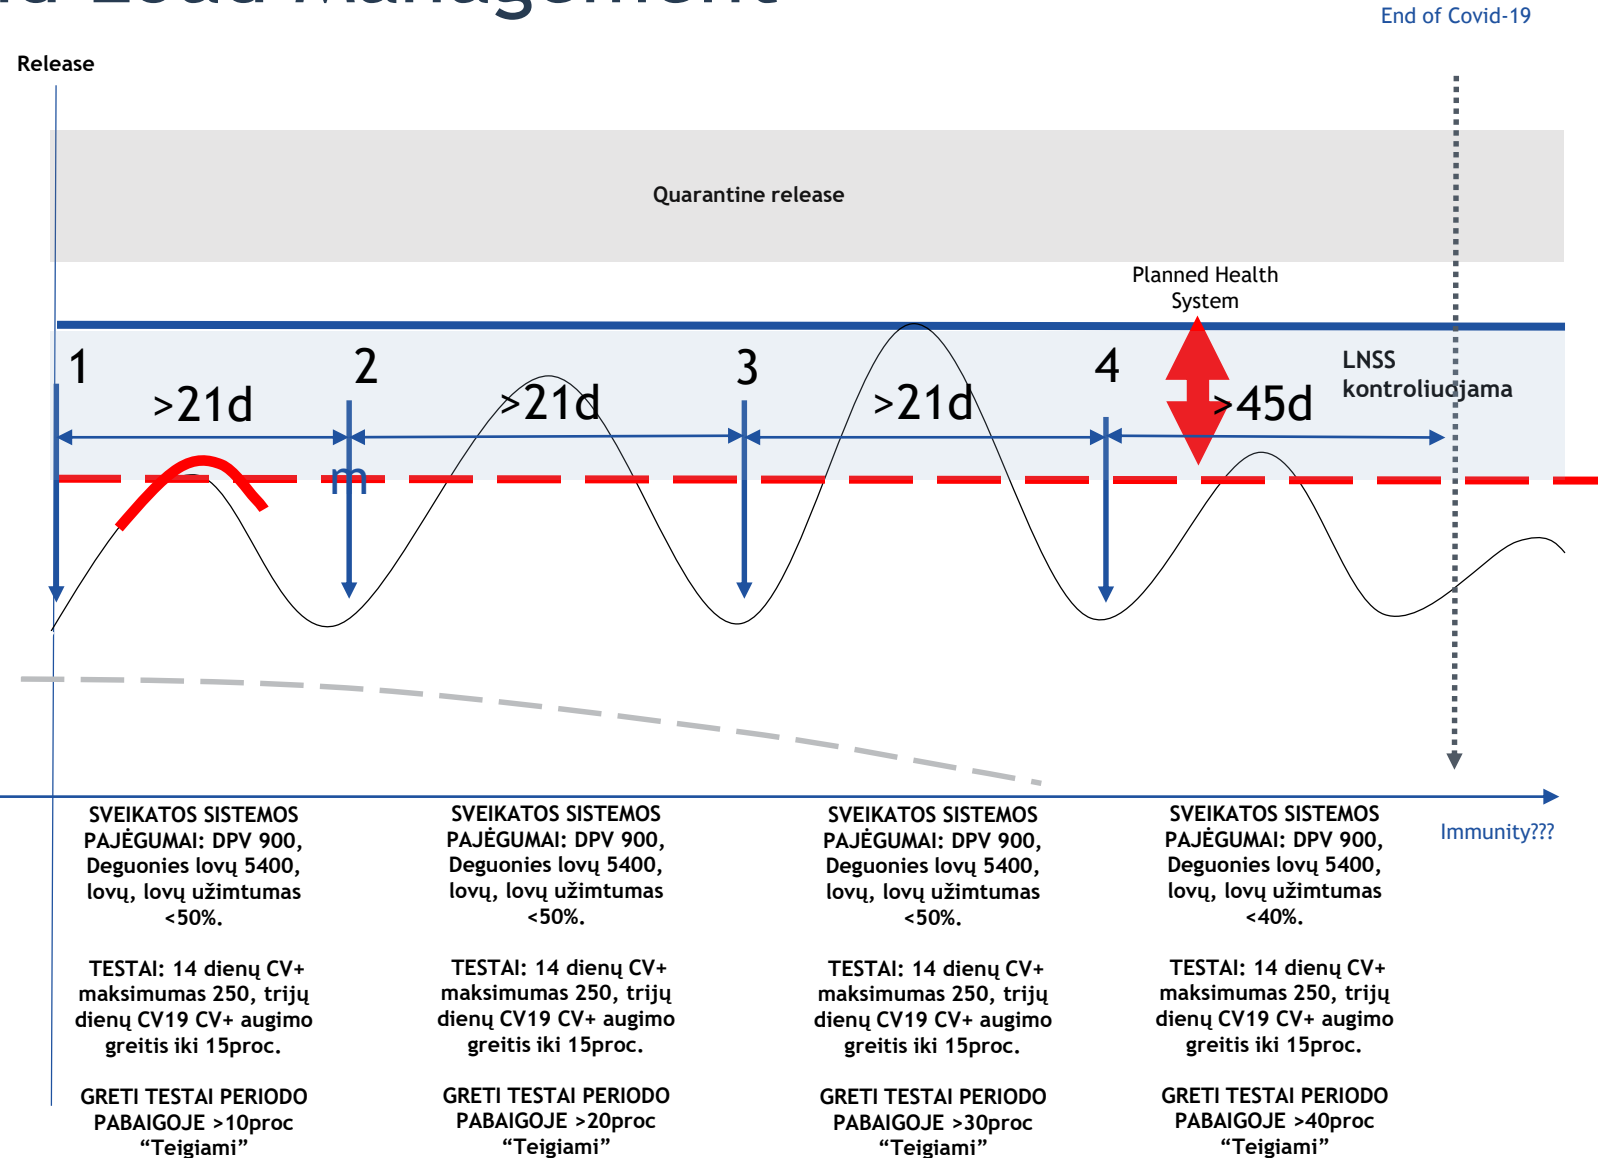 Load Management
End of Covid-19
Release
Quarantine release
Planned Health
System
1
2
3
4
LNSS
kontroliuojama
>21d
>21d
>21d
>45d
m
SVEIKATOS SISTEMOS
PAJĖGUMAI: DPV 900,
Deguonies lovų 5400,
lovų, lovų užimtumas
<50%.
TESTAI: 14 dienų CV+
maksimumas 250, trijų
dienų CV19 CV+ augimo
greitis iki 15proc.
GRETI TESTAI PERIODO
PABAIGOJE >10proc
“Teigiami”
SVEIKATOS SISTEMOS
PAJĖGUMAI: DPV 900,
Deguonies lovų 5400,
lovų, lovų užimtumas
<50%.
TESTAI: 14 dienų CV+
maksimumas 250, trijų
dienų CV19 CV+ augimo
greitis iki 15proc.
GRETI TESTAI PERIODO
PABAIGOJE >20proc
“Teigiami”
SVEIKATOS SISTEMOS
PAJĖGUMAI: DPV 900,
Deguonies lovų 5400,
lovų, lovų užimtumas
<50%.
TESTAI: 14 dienų CV+
maksimumas 250, trijų
dienų CV19 CV+ augimo
greitis iki 15proc.
GRETI TESTAI PERIODO
PABAIGOJE >30proc
“Teigiami”
SVEIKATOS SISTEMOS
PAJĖGUMAI: DPV 900,
Deguonies lovų 5400,
lovų, lovų užimtumas
<40%.
TESTAI: 14 dienų CV+
maksimumas 250, trijų
dienų CV19 CV+ augimo
greitis iki 15proc.
GRETI TESTAI PERIODO
PABAIGOJE >40proc
“Teigiami”
Immunity???